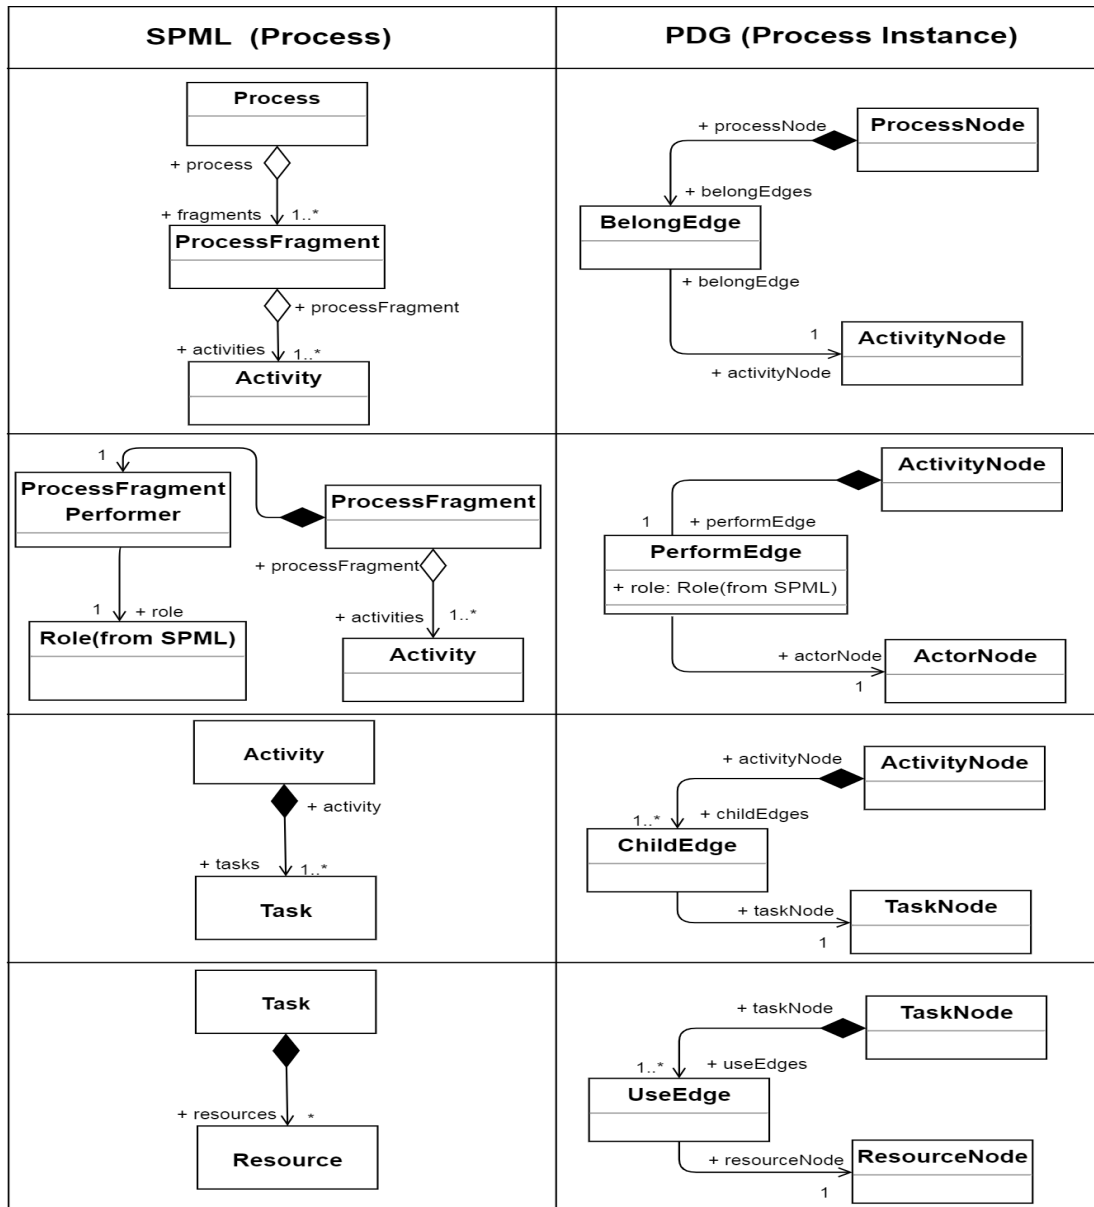 SPML (Process)
PDG (Process Instance)
Process
+ process
+ fragments
1..*
ProcessFragment
+ processFragment
+ activities
1..*
Activity
+ processNode
ProcessNode
+ belongEdges
BelongEdge
+ belongEdge
1
ActivityNode
+ activityNode
1
ProcessFragment
Performer
ProcessFragment
+ processFragment
1
+ role
+ activities
1..*
Role(from SPML)
Activity
ActivityNode
1
+ performEdge
PerformEdge
+ role: Role(from SPML)
+ actorNode
1
ActorNode
Activity
+ activity
+ tasks
1..*
Task
+ activityNode
ActivityNode
1..*
+ childEdges
ChildEdge
+ taskNode
1
TaskNode
Task
+ resources
*
Resource
+ taskNode
TaskNode
1..*
+ useEdges
UseEdge
+ resourceNode
1
ResourceNode